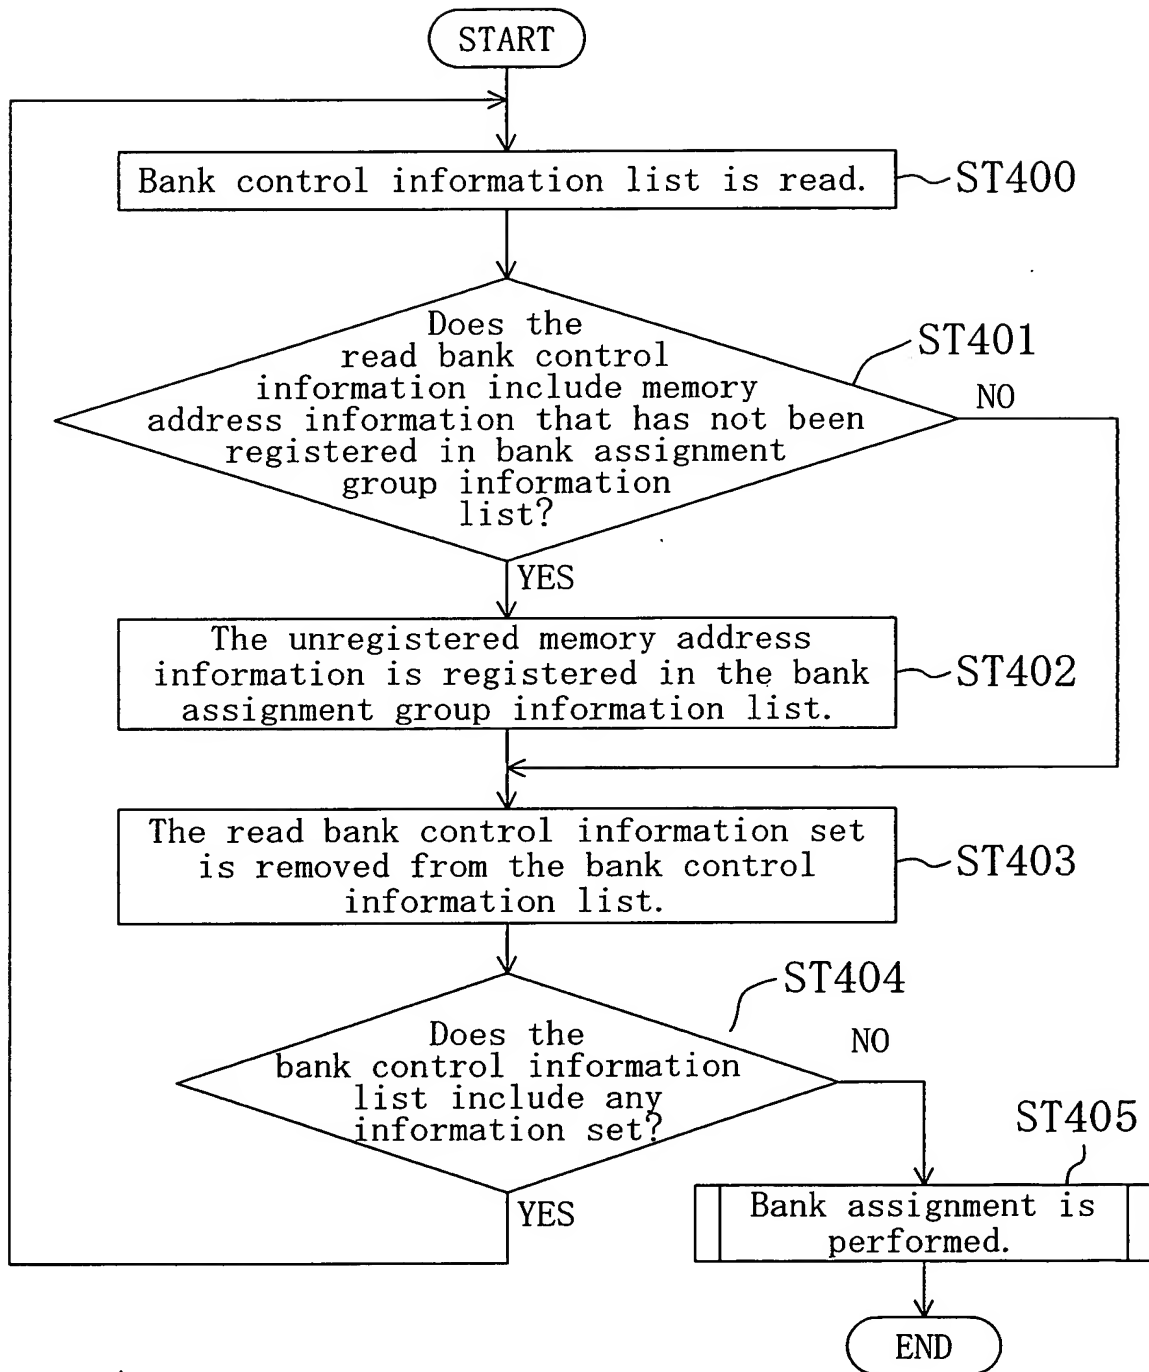 START
Bank control information list is read.
ST400
Does the
read bank control
information include memory
address information that has not been
registered in bank assignment
group information
list?
ST401
NO
YES
The unregistered memory address
information is registered in the bank
assignment group information list.
ST402
The read bank control information set
is removed from the bank control
information list.
ST403
ST404
Does the
bank control information
list include any
information set?
NO
YES
ST405
Bank assignment is
performed.
END